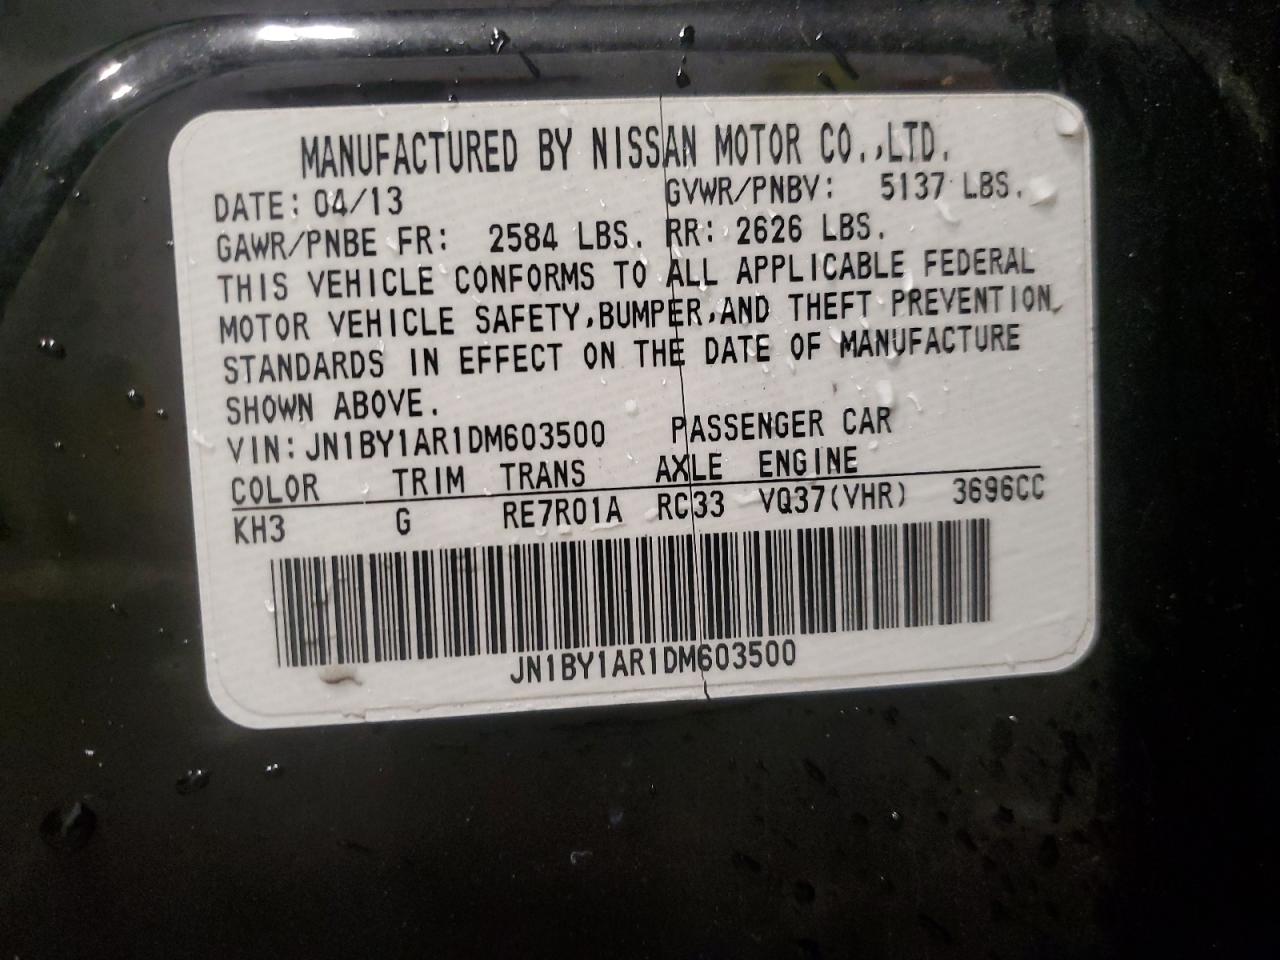 MANUFACTURED BY NISSAN MOTOR CO.,LTD.
DATE: 04/13 GVWR/PNBV: 5137 LBS.
GAWR/PNBE FR: 2584 LBS. RR: 2626 LBS.
THIS VEHICLE CONFORMS TO ALL APPLICABLE FEDERAL
MOTOR VEHICLE SAFETY,BUMPER,AND THEFT PREVENTION
STANDARDS IN EFFECT ON THE DATE OF MANUFACTURE
SHOWN ABOVE.
VIN:JN1BY1AR1DM603500 PASSENGER CAR
COLOR TRIM TRANS AXLE ENGINE
KH3 G RE7R01A RC33 VQ37(VHR) 3696CC
JN1BY1AR1DM603500